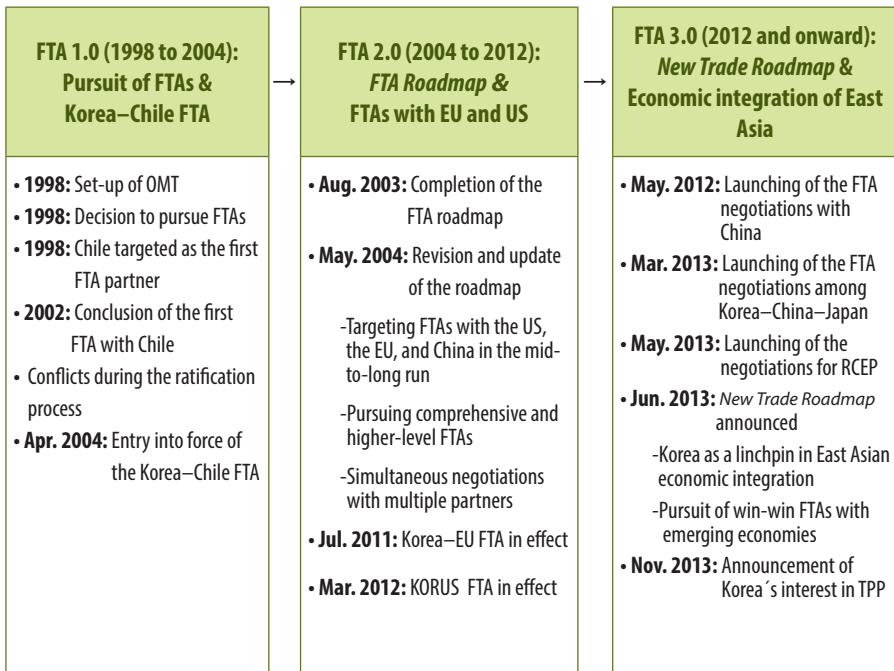 FTA 1.0 (1998 to 2004):
Pursuit of FTAs &
Korea–Chile FTA
→
FTA 2.0 (2004 to 2012):
FTA Roadmap &
FTAs with EU and US
→
FTA 3.0 (2012 and onward):
New Trade Roadmap &
Economic integration of East
Asia
• 1998: Set-up of OMT
• 1998: Decision to pursue FTAs
• 1998: Chile targeted as the first
FTA partner
• 2002: Conclusion of the first
FTA with Chile
• Conflicts during the ratification
process
• Apr. 2004: Entry into force of
the Korea–Chile FTA
• Aug. 2003: Completion of the
FTA roadmap
• May. 2004: Revision and update
of the roadmap
-Targeting FTAs with the US,
the EU, and China in the mid-
to-long run
-Pursuing comprehensive and
higher-level FTAs
-Simultaneous negotiations
with multiple partners
• Jul. 2011: Korea–EU FTA in effect
• Mar. 2012: KORUS FTA in effect
• May. 2012: Launching of the FTA
negotiations with
China
• Mar. 2013: Launching of the FTA
negotiations among
Korea–China–Japan
• May. 2013: Launching of the
negotiations for RCEP
• Jun. 2013: New Trade Roadmap
announced
-Korea as a linchpin in East Asian
economic integration
-Pursuit of win-win FTAs with
emerging economies
• Nov. 2013: Announcement of
Korea´s interest in TPP